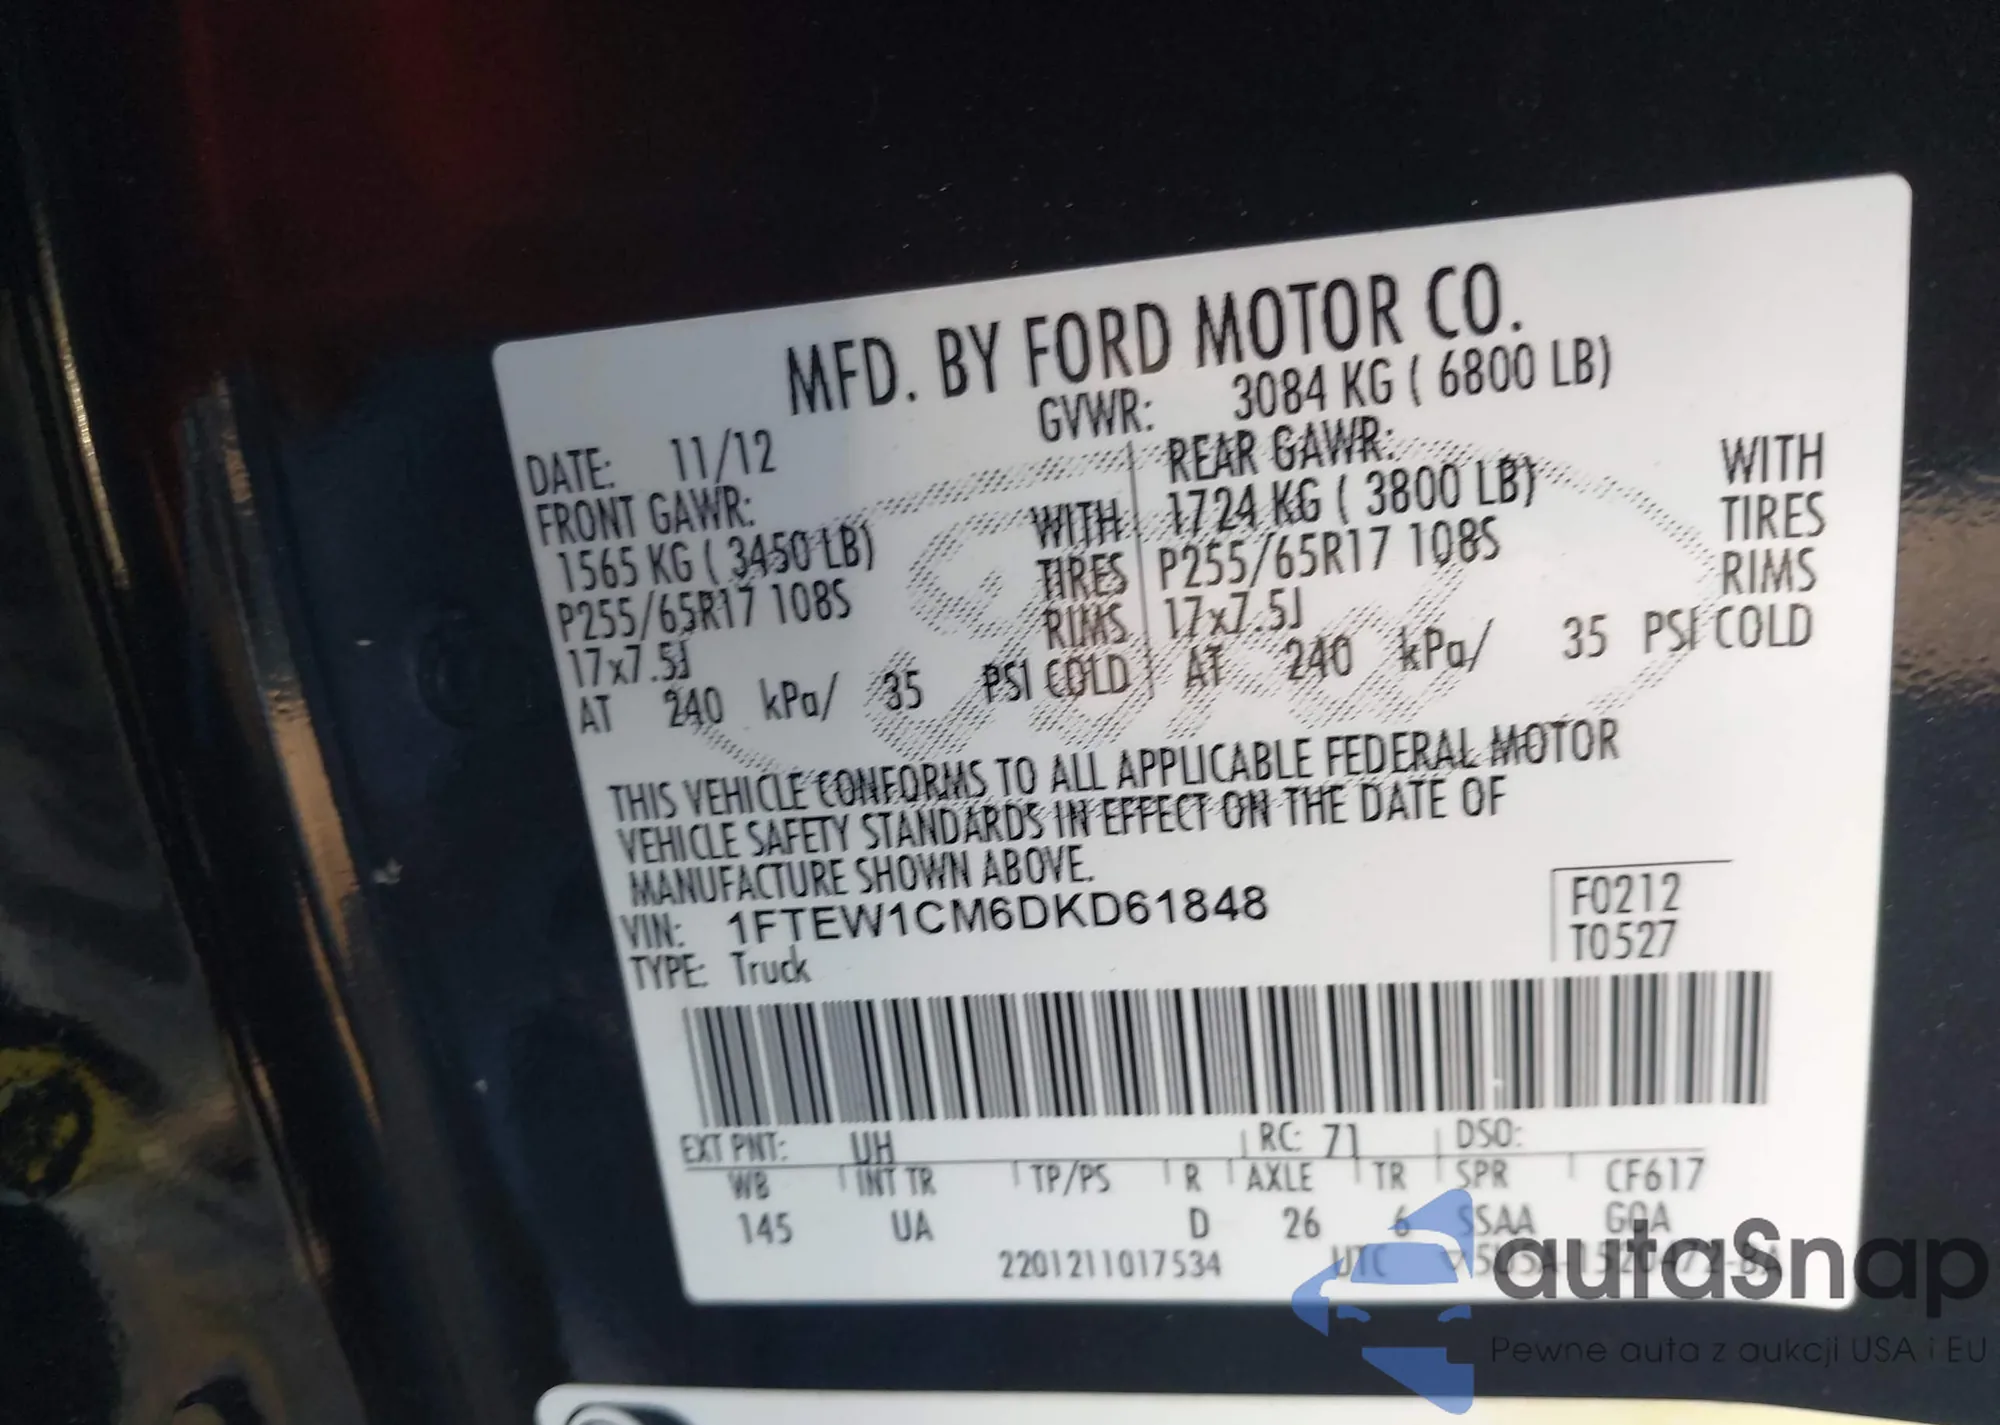 MFD. BY FORD MOTOR CO.
DATE: 11/12 GVWR: 3084 KG ( 6800 LB)
FRONT GAWR: REAR GAWR:
1565 KG ( 3450 LB) WITH 1724 KG ( 3800 LB) WITH
P255/65R17 108S TIRES P255/65R17 108S TIRES
17x7.5J RIMS 17x7.5J RIMS
AT 240 kPa/ 35 PSI COLD AT 240 kPa/ 35 PSI COLD
THIS VEHICLE CONFORMS TO ALL APPLICABLE FEDERAL MOTOR
VEHICLE SAFETY STANDARDS IN EFFECT ON THE DATE OF
MANUFACTURE SHOWN ABOVE.
VIN: 1FTEW1CM6DKD61848 F0212
TYPE: Truck T0527
EXT PNT: UH RC: 71 DSO:
WB INT TR TP/PS R AXLE TR SPR CF617
145 UA D 26 6 SSAA GQA
2201211017534 UTC
autaSnap
Pewne auta z aukcji USA i EU